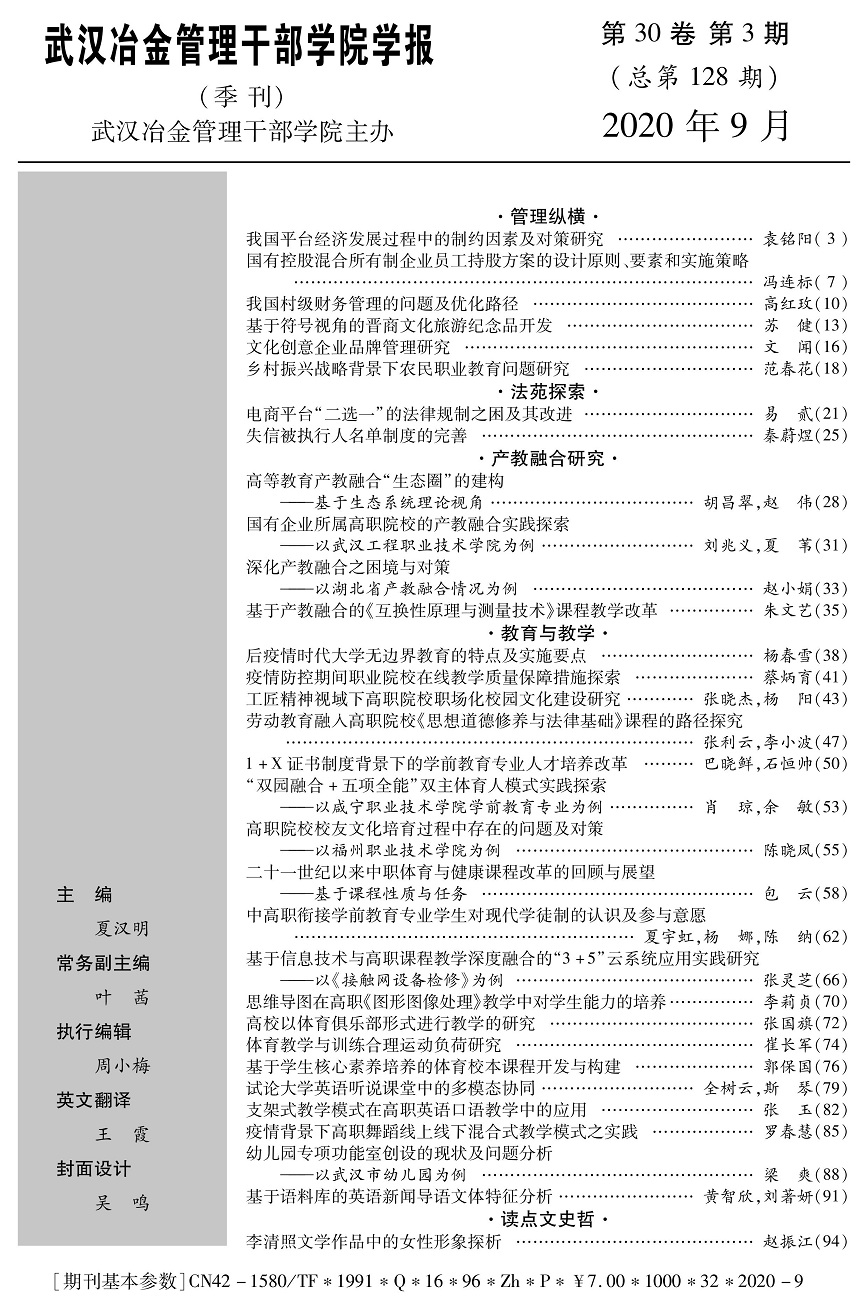 武汉冶金管理干部学院学报
（季 刊）
武汉冶金管理干部学院主办
第 30 卷 第 3 期
（总第 128 期）
2020 年 9 月
·管理纵横·
我国平台经济发展过程中的制约因素及对策研究 …………………… 袁铭阳( 3 )
国有控股混合所有制企业员工持股方案的设计原则、要素和实施策略
………………………………………………………………………… 冯连标( 7 )
我国村级财务管理的问题及优化路径 ………………………………… 高红玫(10)
基于符号视角的晋商文化旅游纪念品开发 …………………………… 苏　健(13)
文化创意企业品牌管理研究 …………………………………………… 文　闻(16)
乡村振兴战略背景下农民职业教育问题研究 ………………………… 范春花(18)
·法苑探索·
电商平台“二选一”的法律规制之困及其改进 ………………………… 易　贰(21)
失信被执行人名单制度的完善 ………………………………………… 秦蔚煜(25)
·产教融合研究·
高等教育产教融合“生态圈”的建构
——基于生态系统理论视角 ……………………………… 胡昌翠,赵　伟(28)
国有企业所属高职院校的产教融合实践探索
——以武汉工程职业技术学院为例 ……………………… 刘兆义,夏　苇(31)
深化产教融合之困境与对策
——以湖北省产教融合情况为例 ………………………………… 赵小娟(33)
基于产教融合的《互换性原理与测量技术》课程教学改革 …………… 朱文艺(35)
·教育与教学·
后疫情时代大学无边界教育的特点及实施要点 ……………………… 杨春雪(38)
疫情防控期间职业院校在线教学质量保障措施探索 ………………… 蔡炳育(41)
工匠精神视域下高职院校职场化校园文化建设研究 ………… 张晓杰,杨　阳(43)
劳动教育融入高职院校《思想道德修养与法律基础》课程的路径探究
……………………………………………………………… 张利云,李小波(47)
1 + X 证书制度背景下的学前教育专业人才培养改革 ……… 巴晓鲜,石恒帅(50)
“双园融合 + 五项全能”双主体育人模式实践探索
——以咸宁职业技术学院学前教育专业为例 …………… 肖　琼,余　敏(53)
高职院校校友文化培育过程中存在的问题及对策
——以福州职业技术学院为例 …………………………………… 陈晓凤(55)
二十一世纪以来中职体育与健康课程改革的回顾与展望
——基于课程性质与任务 ………………………………………… 包　云(58)
中高职衔接学前教育专业学生对现代学徒制的认识及参与意愿
…………………………………………………… 夏宇虹,杨　娜,陈　纳(62)
基于信息技术与高职课程教学深度融合的“3 + 5”云系统应用实践研究
——以《接触网设备检修》为例 ………………………………… 张灵芝(66)
思维导图在高职《图形图像处理》教学中对学生能力的培养 ………… 李莉贞(70)
高校以体育俱乐部形式进行教学的研究 ……………………………… 张国旗(72)
体育教学与训练合理运动负荷研究 …………………………………… 崔长军(74)
基于学生核心素养培养的体育校本课程开发与构建 ………………… 郭保国(76)
试论大学英语听说课堂中的多模态协同 ……………………… 全树云,斯　琴(79)
支架式教学模式在高职英语口语教学中的应用 ……………………… 张　玉(82)
疫情背景下高职舞蹈线上线下混合式教学模式之实践 ……………… 罗春慧(85)
幼儿园专项功能室创设的现状及问题分析
——以武汉市幼儿园为例 ………………………………………… 梁　爽(88)
基于语料库的英语新闻导语文体特征分析 …………………… 黄智欣,刘著妍(91)
·读点文史哲·
李清照文学作品中的女性形象探析 …………………………………… 赵振江(94)
主　编
夏汉明
常务副主编
叶　茜
执行编辑
周小梅
英文翻译
王　霞
封面设计
吴　鸣
[期刊基本参数]CN42 - 1580/TF * 1991 * Q * 16 * 96 * Zh * P * ￥7.00 * 1000 * 32 * 2020 - 9